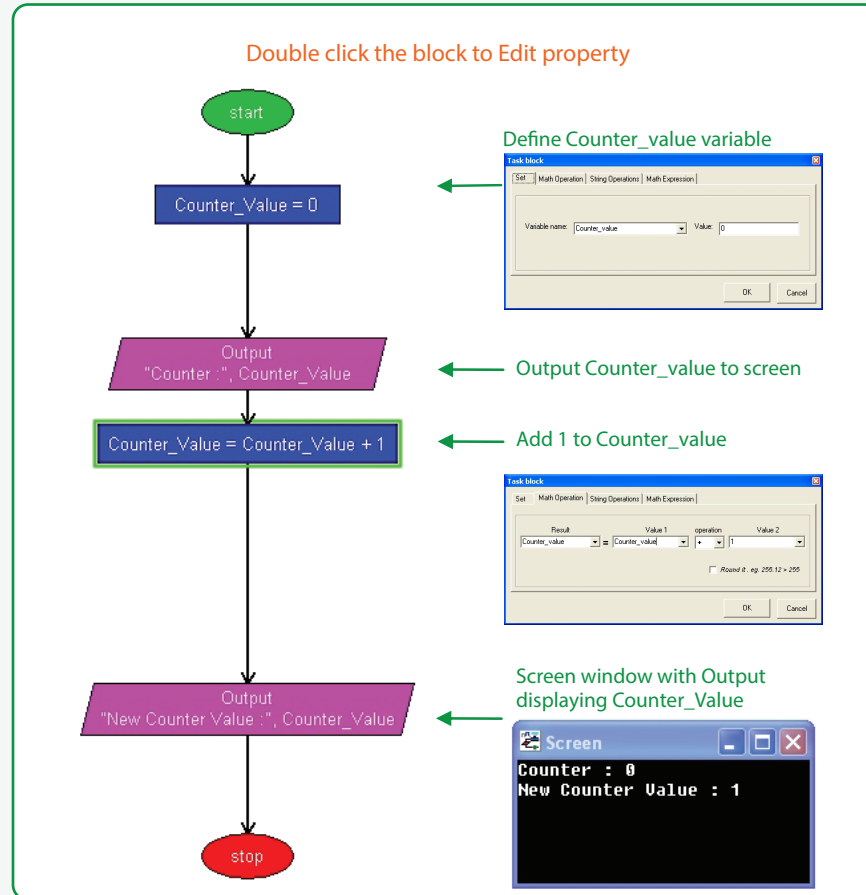 Double click the block to Edit property
start
Define Counter_value variable
Task block
Set Math Operation String Operations Math Expression
Counter_Value = 0
Variable name: Counter_value Value: 0
OK Cancel
Output
"Counter :", Counter_Value
Output Counter_value to screen
Counter_Value = Counter_Value + 1
Add 1 to Counter_value
Task block
Set Math Operation String Operations Math Expression
Result Value 1 operation Value 2
Counter_value = Counter_value + 1
Round it . eg. 255.12 > 255
OK Cancel
Screen window with Output
displaying Counter_Value
Output
"New Counter Value :", Counter_Value
Screen
Counter : 0
New Counter Value : 1
stop